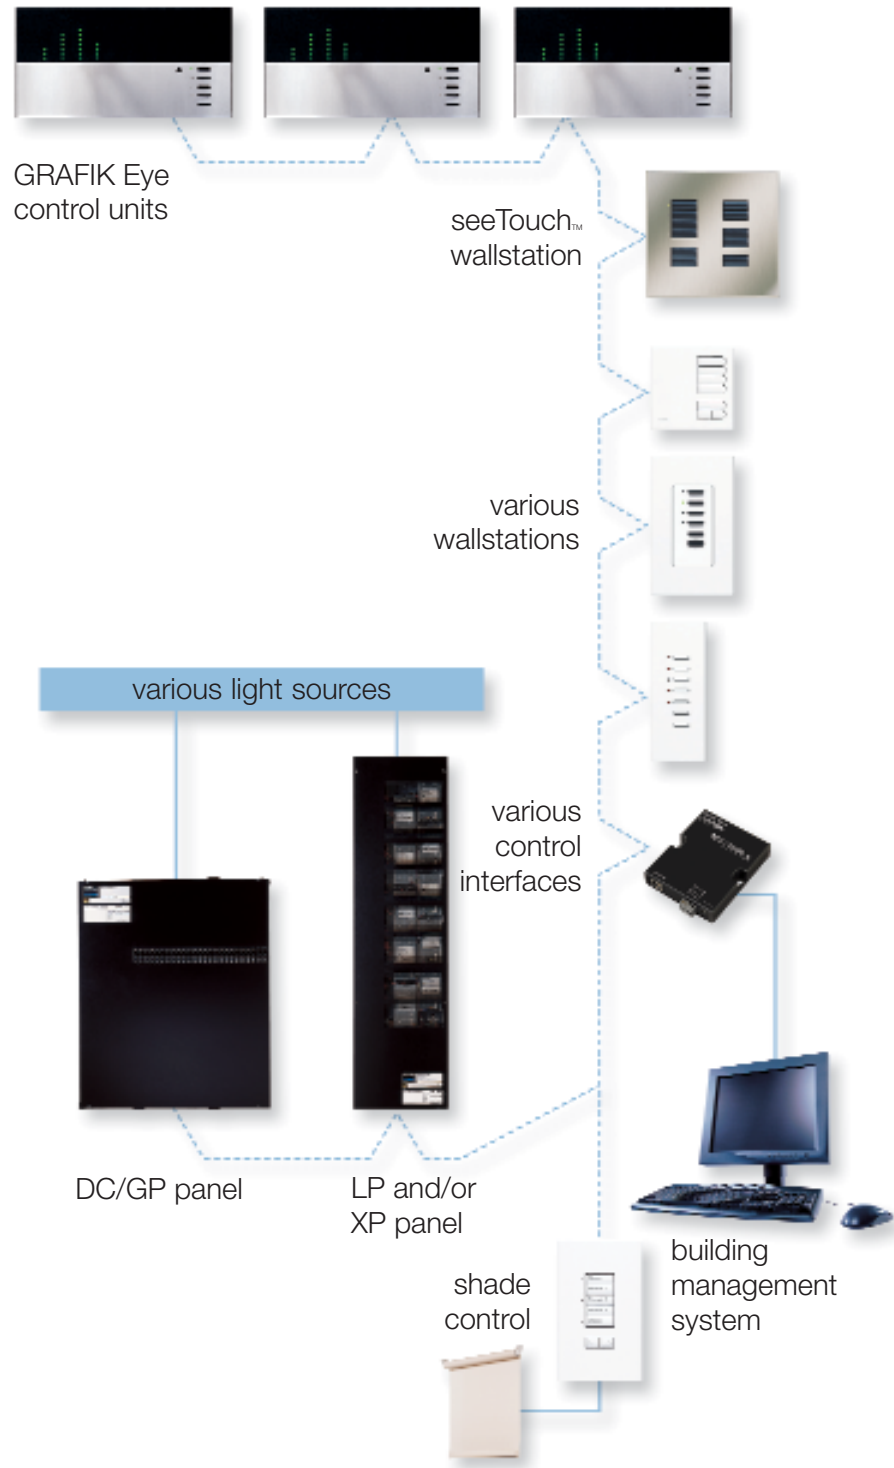 GRAFIK Eye
control units
seeTouch™
wallstation
various
wallstations
various light sources
various
control
interfaces
DC/GP panel
LP and/or
XP panel
building
management
system
shade
control